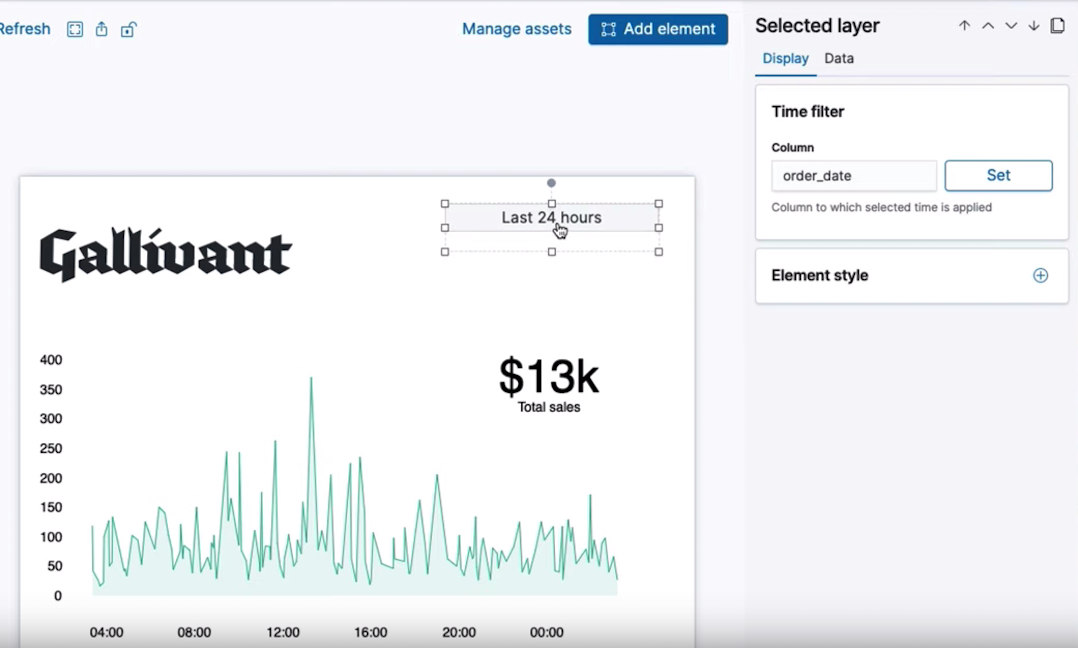 Refresh
Manage assets
Add element
Selected layer
Display Data
Time filter
Column
order_date
Set
Column to which selected time is applied
Element style
Last 24 hours
Gallivant
$13k
Total sales
400
350
300
250
200
150
100
50
0
04:00 08:00 12:00 16:00 20:00 00:00